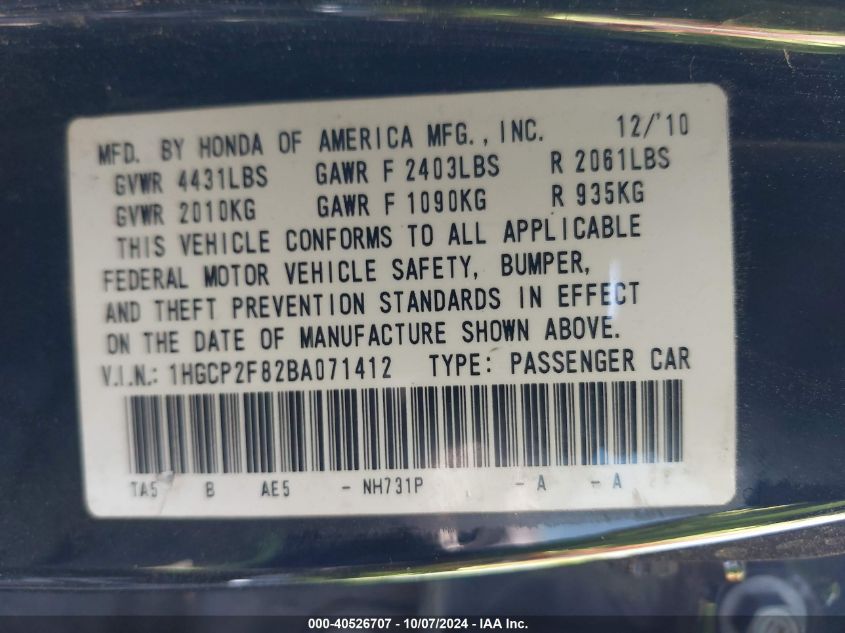 MFD. BY HONDA OF AMERICA MFG., INC. 12/'10
GVWR 4431LBS GAWR F 2403LBS R 2061LBS
GVWR 2010KG GAWR F 1090KG R 935KG
THIS VEHICLE CONFORMS TO ALL APPLICABLE
FEDERAL MOTOR VEHICLE SAFETY, BUMPER,
AND THEFT PREVENTION STANDARDS IN EFFECT
ON THE DATE OF MANUFACTURE SHOWN ABOVE.
V.I.N.: 1HGCP2F82BA071412 TYPE: PASSENGER CAR
TA5 B AE5 - NH731P - A - A
000-40526707 - 10/07/2024 - IAA Inc.